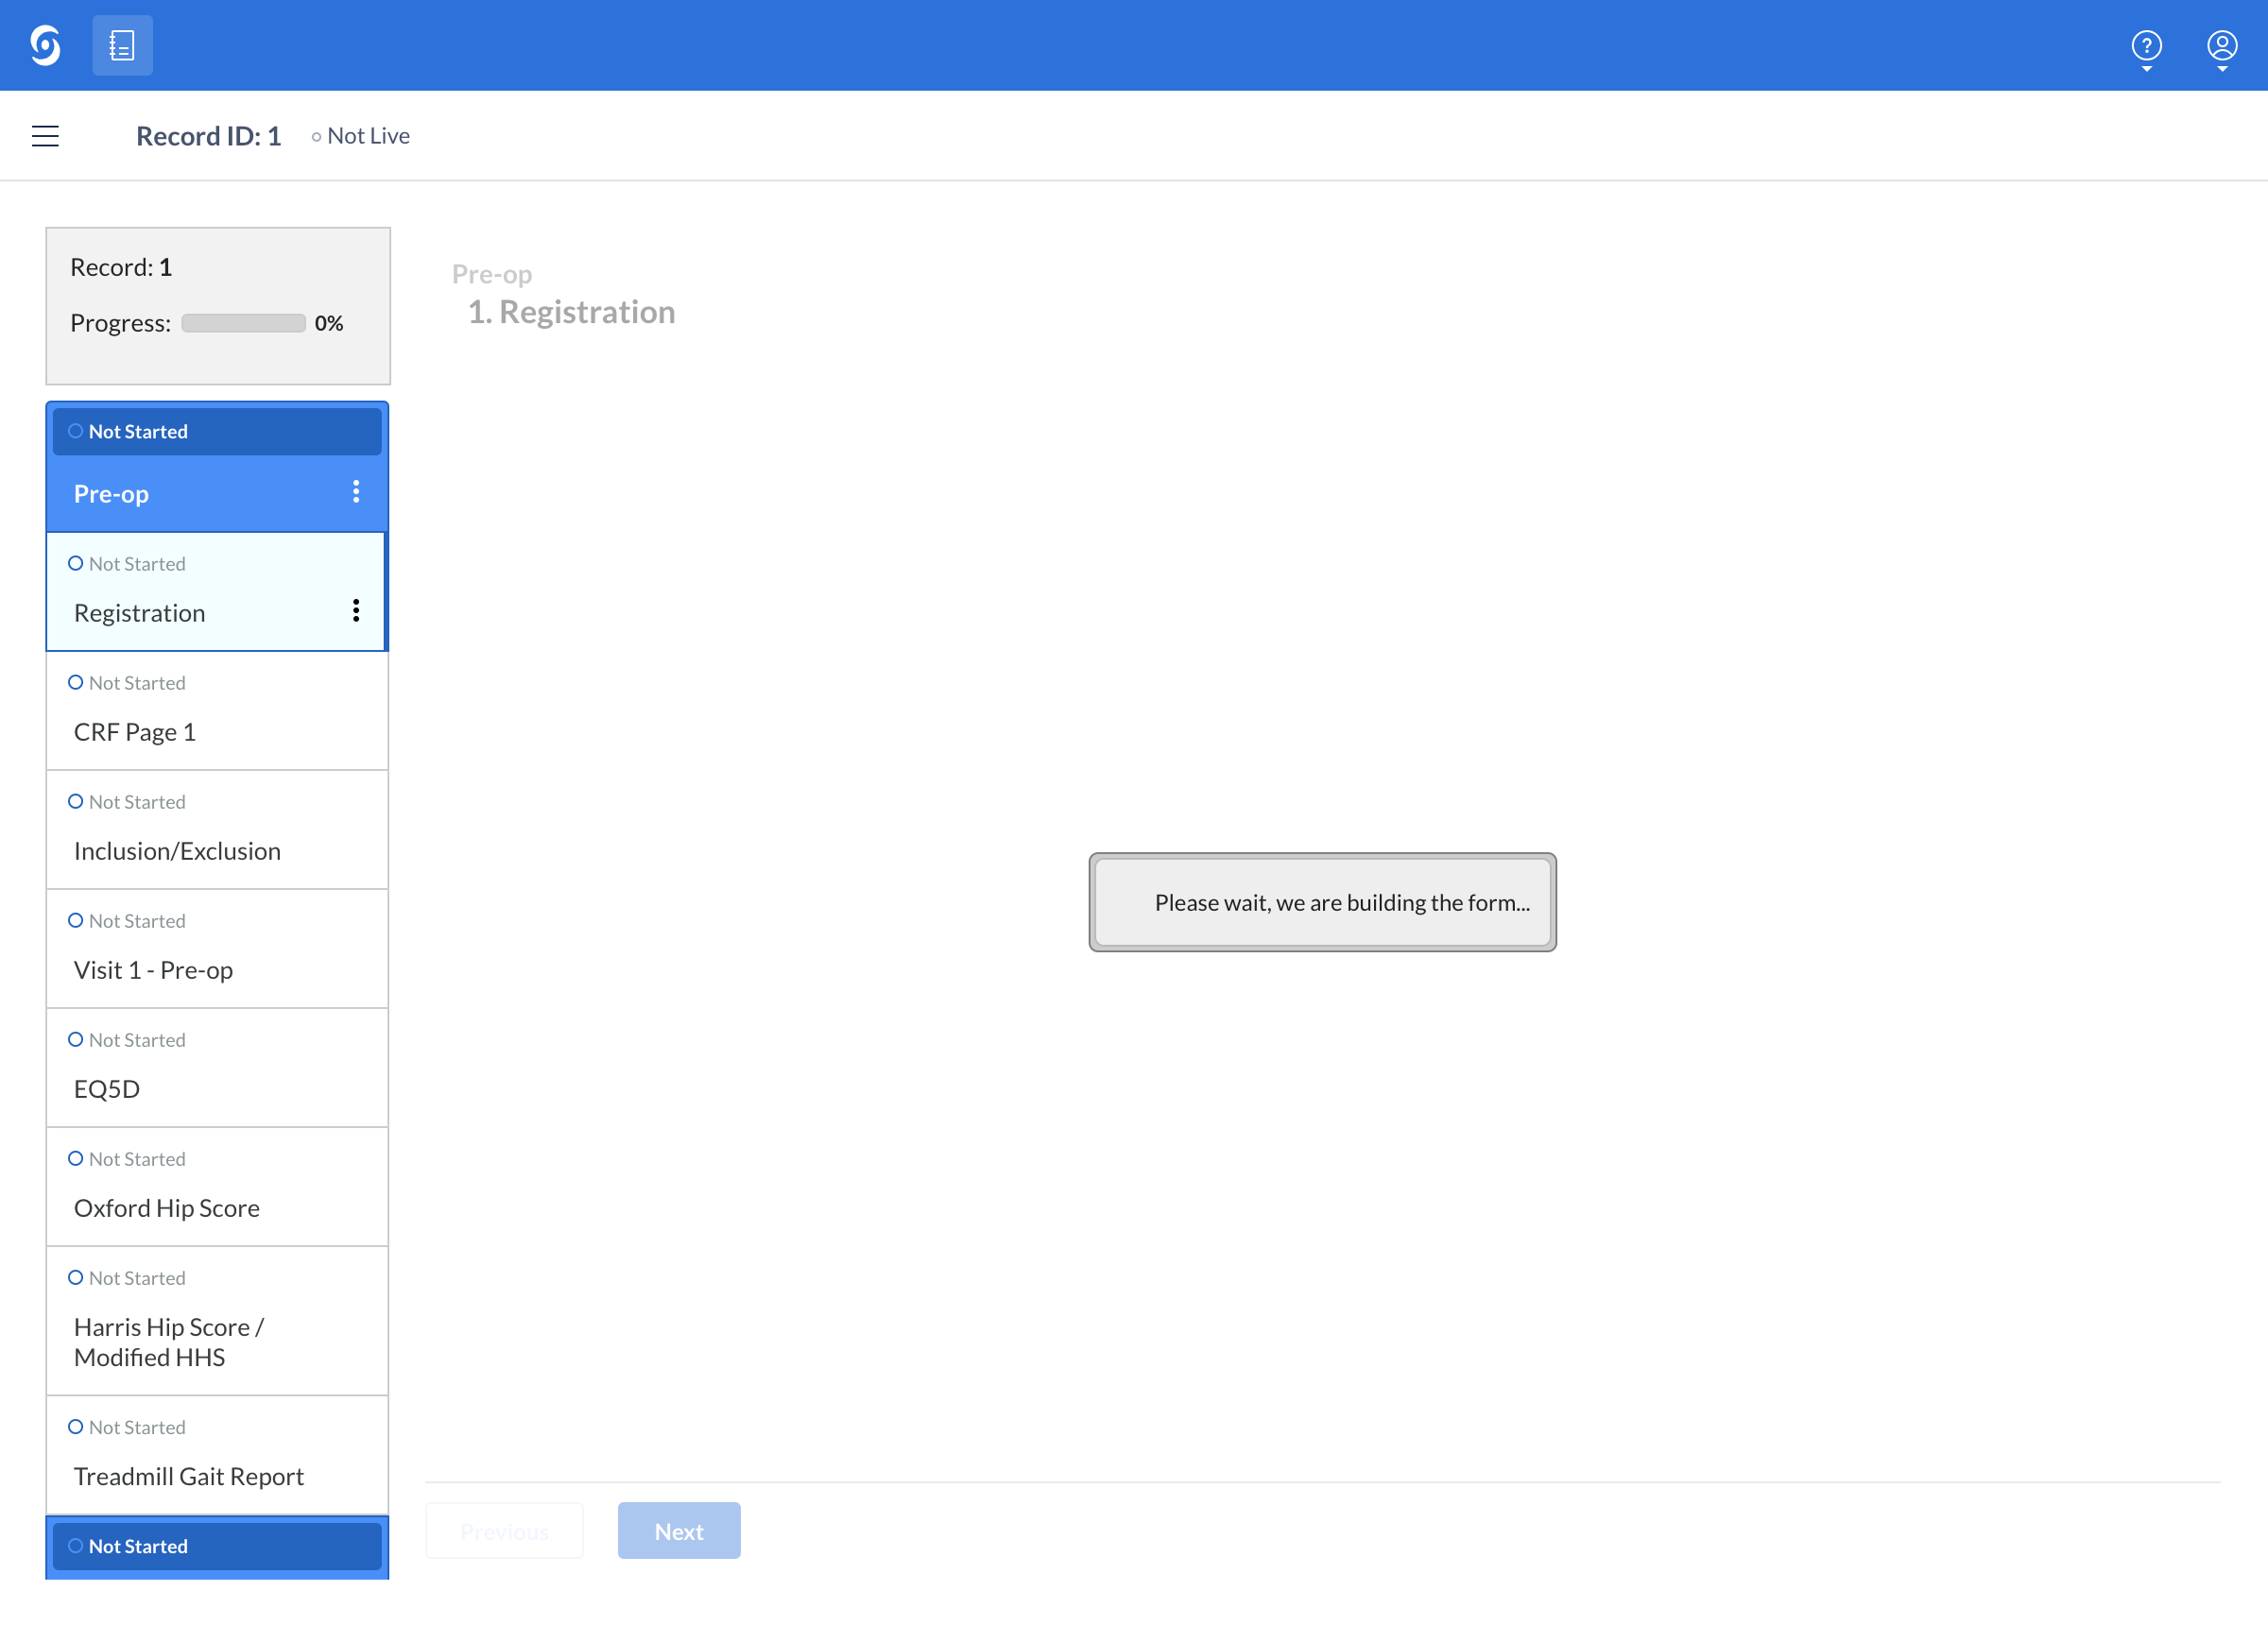 Record ID: 1
Not Live
Record: 1
Progress: 0%
Not Started
Pre-op
Not Started
Registration
Not Started
CRF Page 1
Not Started
Inclusion/Exclusion
Not Started
Visit 1 - Pre-op
Not Started
EQ5D
Not Started
Oxford Hip Score
Not Started
Harris Hip Score /
Modified HHS
Not Started
Treadmill Gait Report
Not Started
Pre-op
1. Registration
Please wait, we are building the form...
Previous
Next